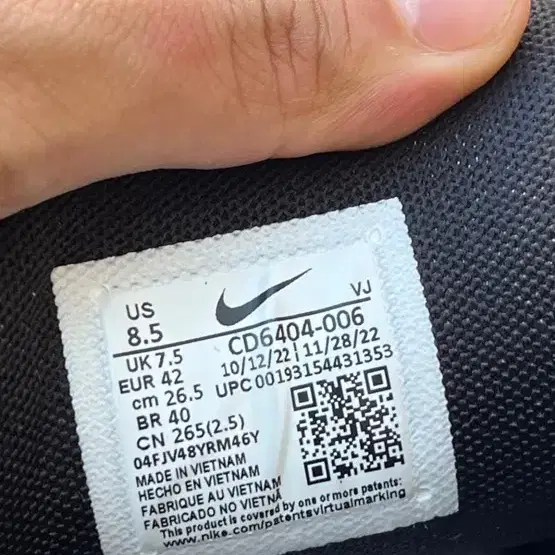 US
8.5
VJ
UK 7.5
CD6404-006
EUR 42
10/12/22 | 11/28/22
cm 26.5
UPC 00193154431353
BR 40
CN 265(2.5)
04FJV48YRM46Y
MADE IN VIETNAM
HECHO EN VIETNAM
FABRIQUE AU VIETNAM
FABRICADO NO VIETNÃ
This product is covered by one or more patents:
www.nike.com/patentsvirtualmarking